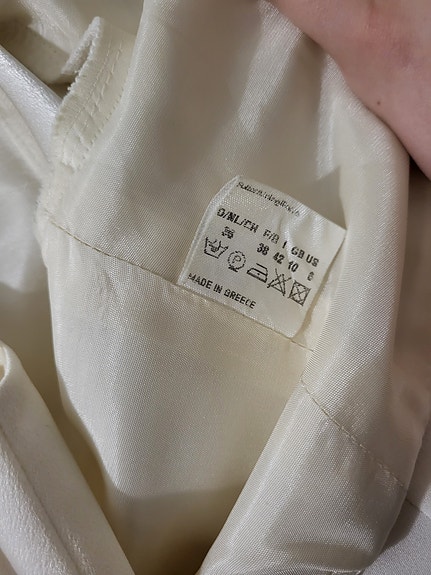 D/NL/CH F/B I GB US
36 38 42 10 8
P
MADE IN GREECE